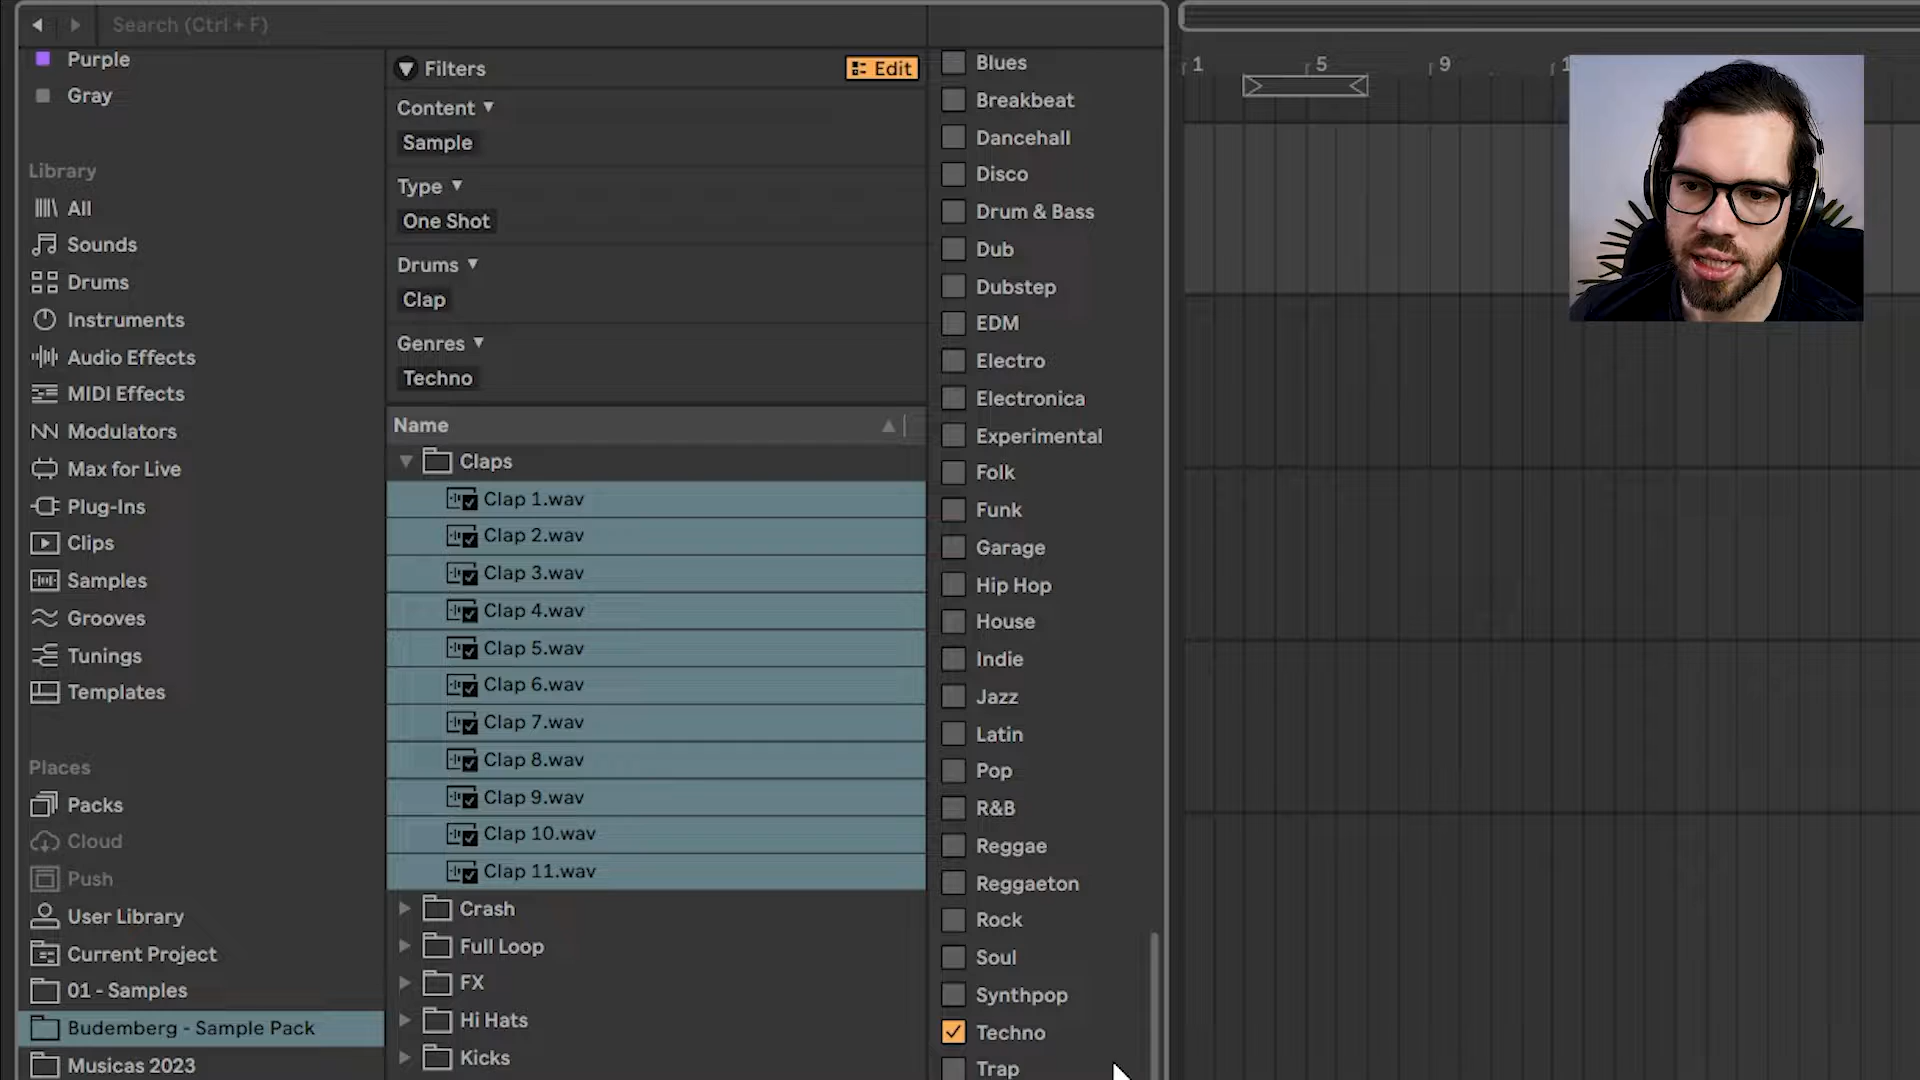 Search (Ctrl + F)
Purple
Gray
Library
All
Sounds
Drums
Instruments
Audio Effects
MIDI Effects
Modulators
Max for Live
Plug-Ins
Clips
Samples
Grooves
Tunings
Templates
Places
Packs
Cloud
Push
User Library
Current Project
01 - Samples
Budemberg - Sample Pack
Musicas 2023
Filters
Edit
Content
Sample
Type
One Shot
Drums
Clap
Genres
Techno
Name
Claps
Clap 1.wav
Clap 2.wav
Clap 3.wav
Clap 4.wav
Clap 5.wav
Clap 6.wav
Clap 7.wav
Clap 8.wav
Clap 9.wav
Clap 10.wav
Clap 11.wav
Crash
Full Loop
FX
Hi Hats
Kicks
Blues
Breakbeat
Dancehall
Disco
Drum & Bass
Dub
Dubstep
EDM
Electro
Electronica
Experimental
Folk
Funk
Garage
Hip Hop
House
Indie
Jazz
Latin
Pop
R&B
Reggae
Reggaeton
Rock
Soul
Synthpop
Techno
Trap
1 5 9